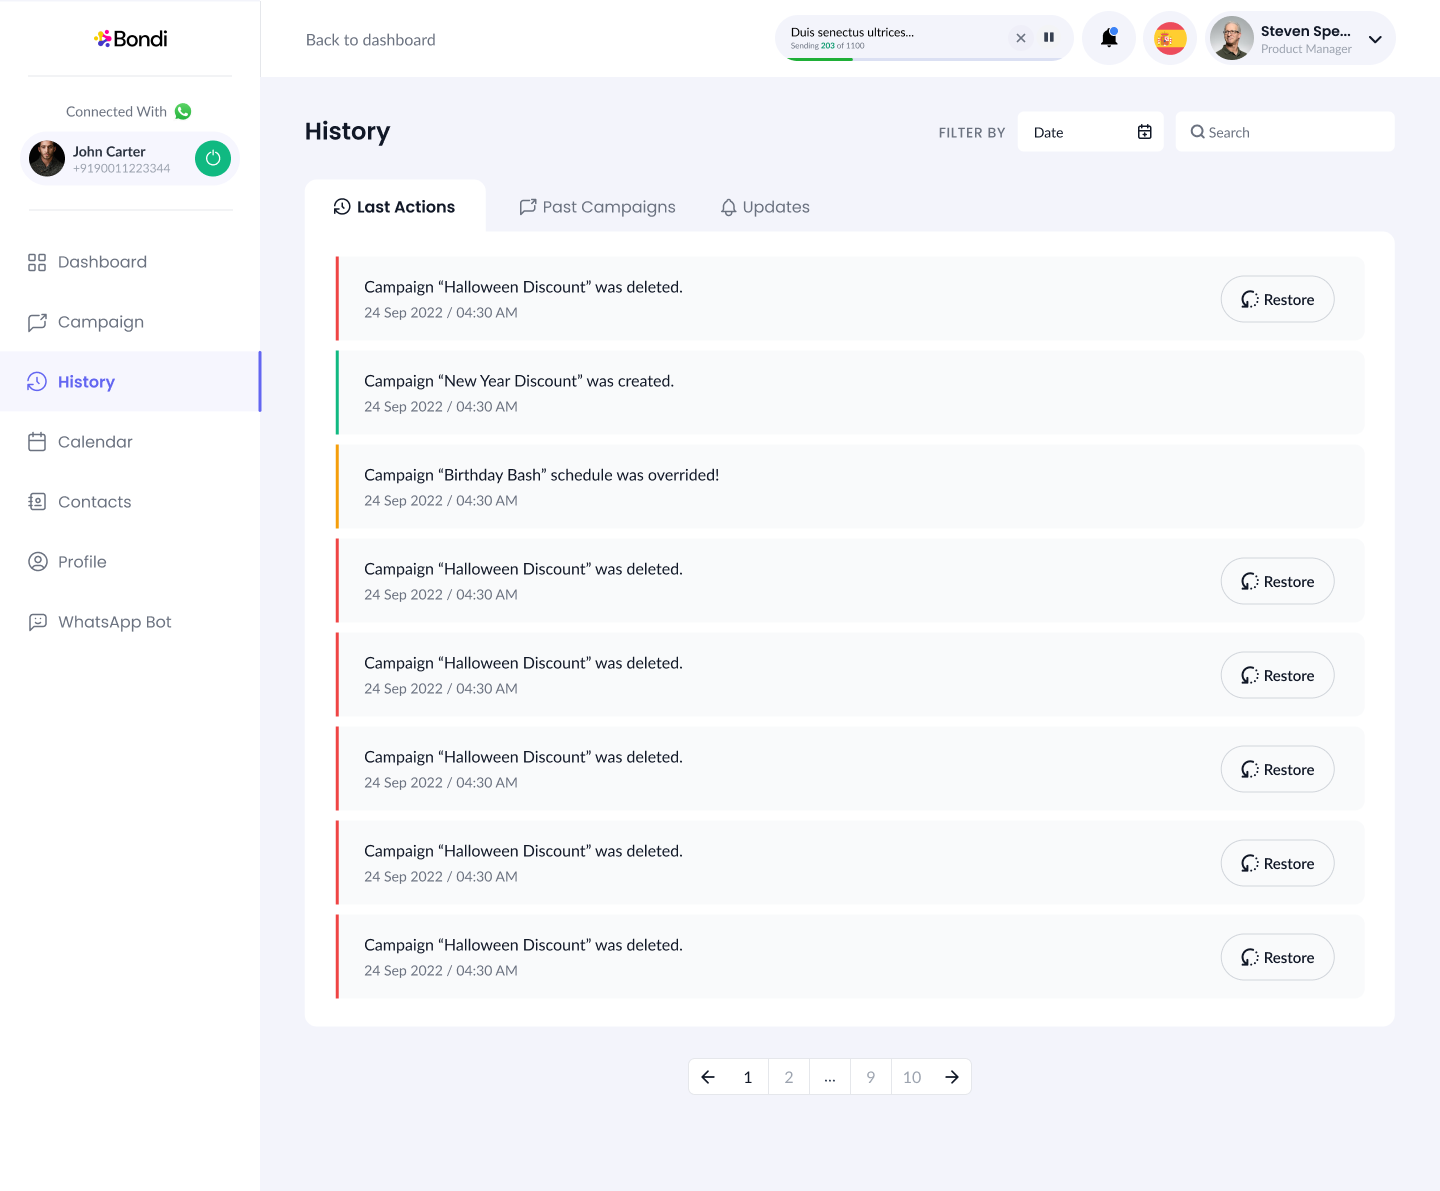 Bondi
Connected With
John Carter
+9190011223344
Dashboard
Campaign
History
Calendar
Contacts
Profile
WhatsApp Bot
Back to dashboard
Duis senectus ultrices...
Sending 203 of 1100
Steven Spe...
Product Manager
History
FILTER BY
Date
Search
Last Actions
Past Campaigns
Updates
Campaign “Halloween Discount” was deleted.
24 Sep 2022 / 04:30 AM
Restore
Campaign “New Year Discount” was created.
24 Sep 2022 / 04:30 AM
Campaign “Birthday Bash” schedule was overrided!
24 Sep 2022 / 04:30 AM
Campaign “Halloween Discount” was deleted.
24 Sep 2022 / 04:30 AM
Restore
Campaign “Halloween Discount” was deleted.
24 Sep 2022 / 04:30 AM
Restore
Campaign “Halloween Discount” was deleted.
24 Sep 2022 / 04:30 AM
Restore
Campaign “Halloween Discount” was deleted.
24 Sep 2022 / 04:30 AM
Restore
Campaign “Halloween Discount” was deleted.
24 Sep 2022 / 04:30 AM
Restore
1 2 ... 9 10